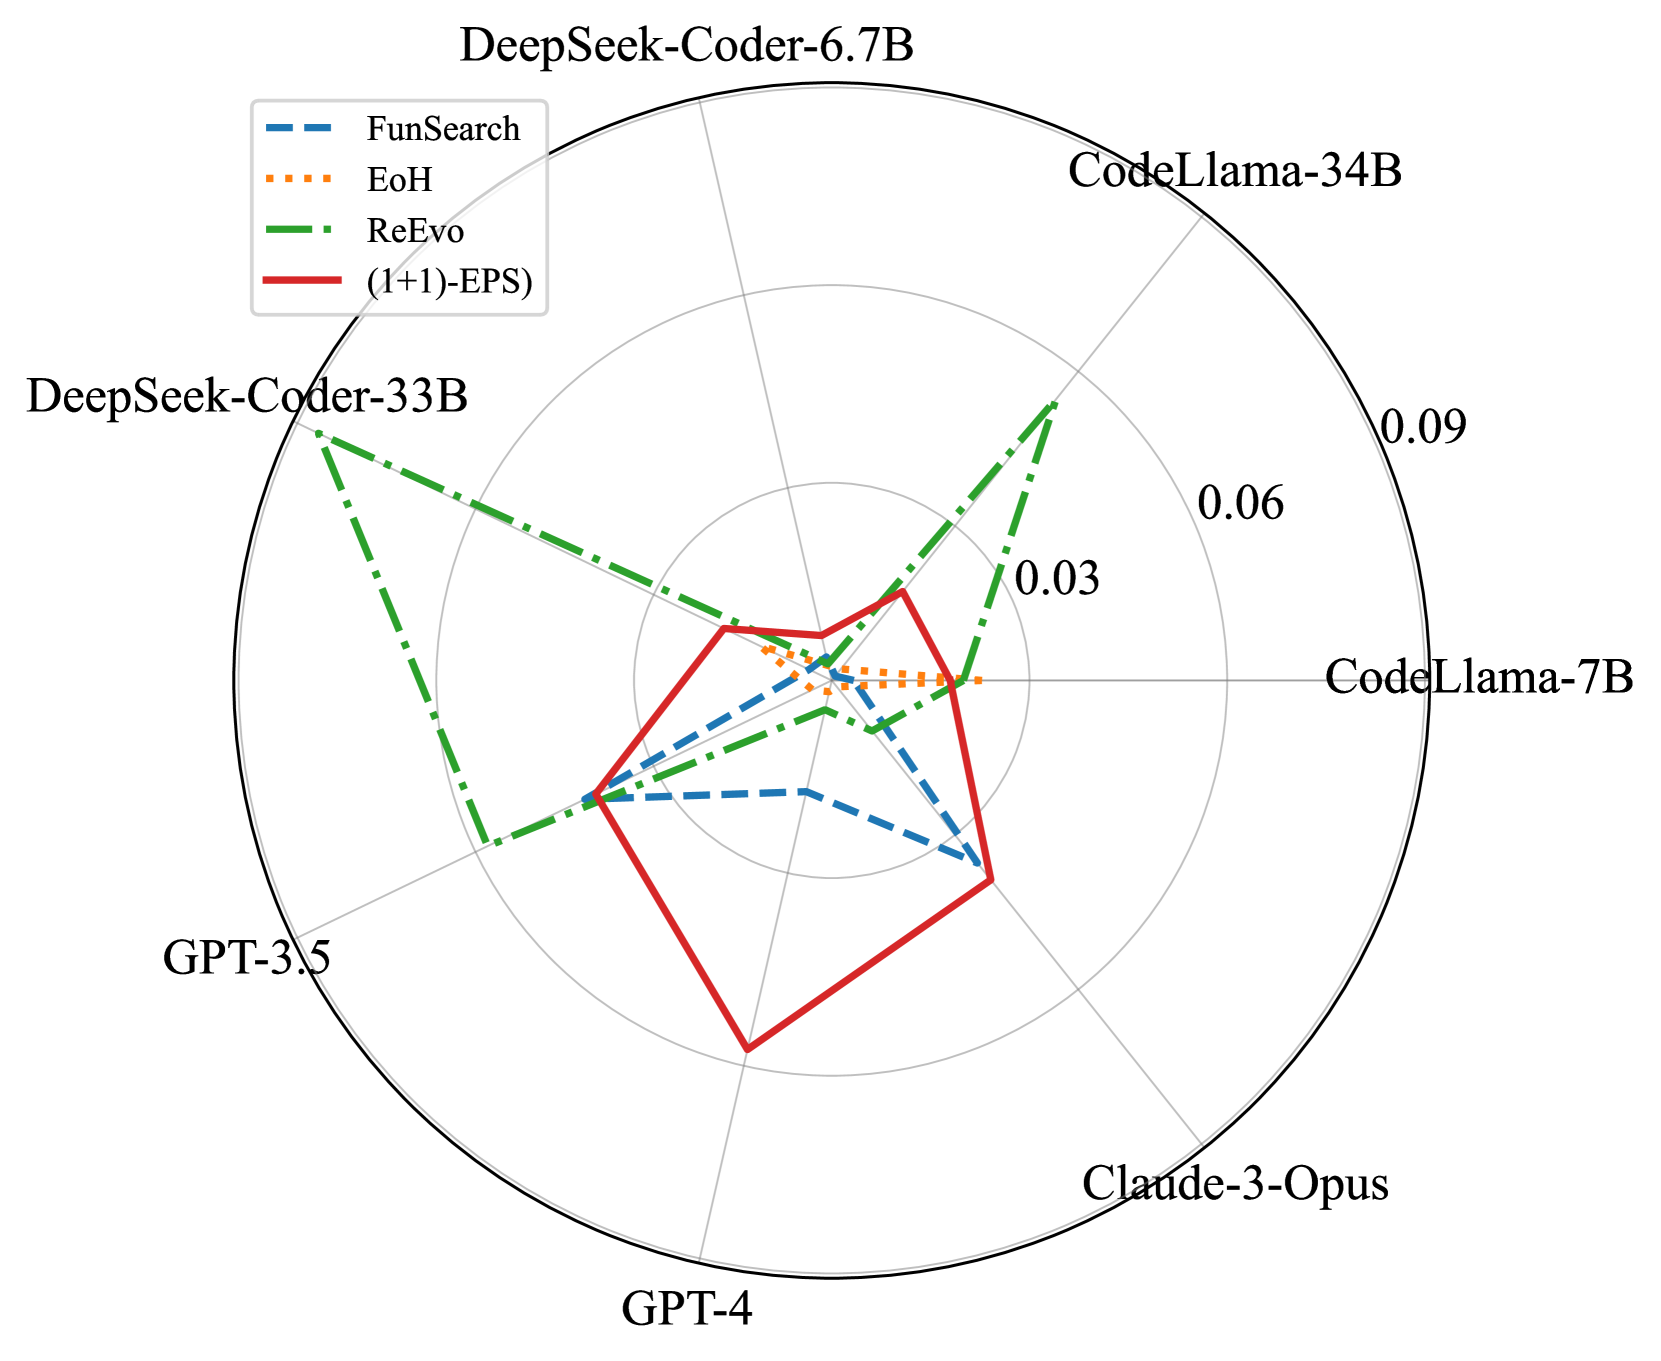 DeepSeek-Coder-6.7B
FunSearch
EoH
ReEvo
(1+1)-EPS)
CodeLlama-34B
DeepSeek-Coder-33B
0.09
0.06
0.03
CodeLlama-7B
GPT-3.5
Claude-3-Opus
GPT-4